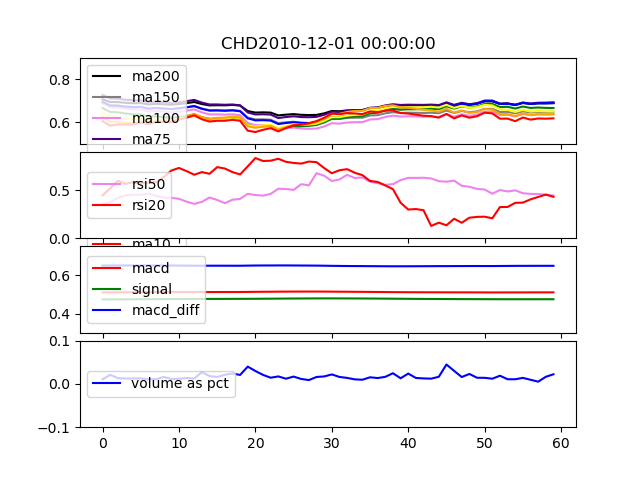 CHD2010-12-01 00:00:00
0.8
0.6
ma200
ma150
ma100
ma75
0.5
0.0
rsi50
rsi20
ma10
0.6
0.4
macd
signal
macd_diff
0.1
0.0
−0.1
volume as pct
0 10 20 30 40 50 60